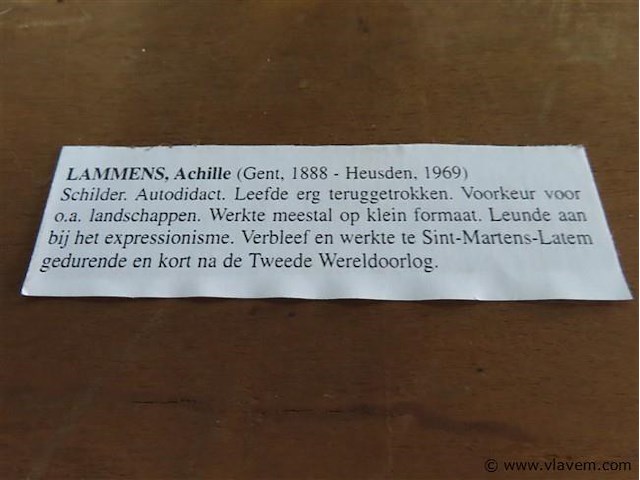 LAMMENS, Achille (Gent, 1888 - Heusden, 1969)
Schilder. Autodidact. Leefde erg teruggetrokken. Voorkeur voor
o.a. landschappen. Werkte meestal op klein formaat. Leunde aan
bij het expressionisme. Verbleef en werkte te Sint-Martens-Latem
gedurende en kort na de Tweede Wereldoorlog.
© www.vlavem.com